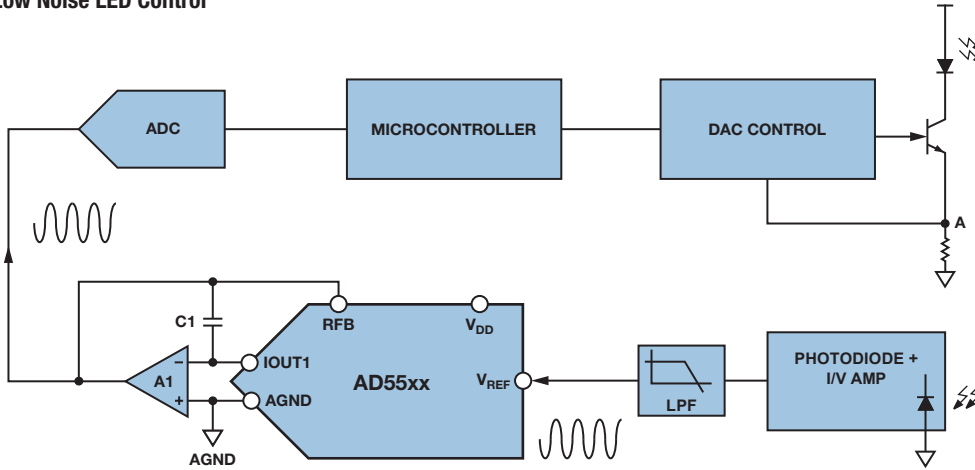 Low Noise LED Control
ADC
MICROCONTROLLER
DAC CONTROL
A
C1
RFB
VDD
IOUT1
A1
AD55xx
VREF
AGND
AGND
LPF
PHOTODIODE +
I/V AMP